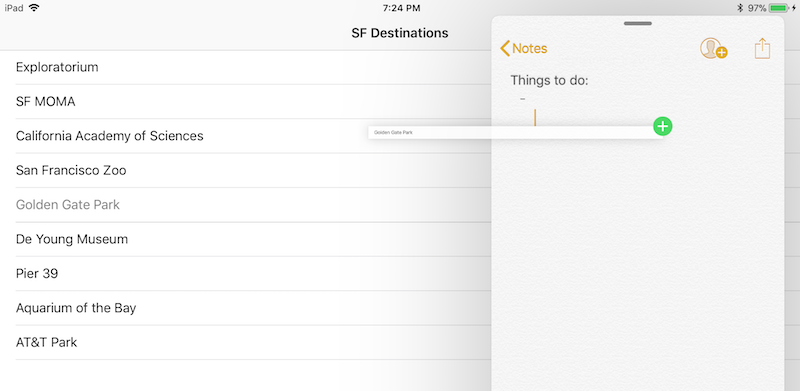 iPad 7:24 PM 97%
SF Destinations
Exploratorium
SF MOMA
California Academy of Sciences
San Francisco Zoo
Golden Gate Park
De Young Museum
Pier 39
Aquarium of the Bay
AT&T Park
Notes
Things to do:
-
Golden Gate Park